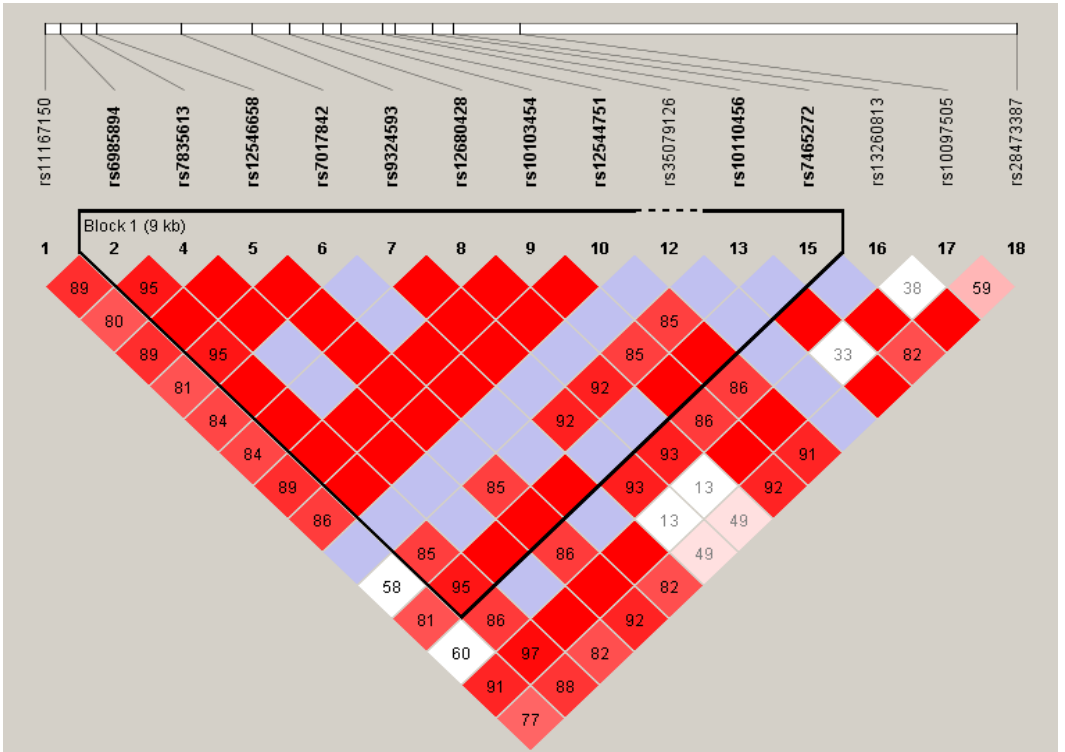 rs11167150
rs6985894
rs7835613
rs12546658
rs7017842
rs9324593
rs12680428
rs10103454
rs12544751
rs35079126
rs10110456
rs7465272
rs13260813
rs10097505
rs28473387
Block 1 (9 kb)
1 2 4 5 6 7 8 9 10 12 13 15 16 17 18
89 95 38 59
80 85
89 95 85 33 82
81 92 86
84 92 86
84 93 91
89 85 93 13 92
86 13 49
85 86 49
58 95 82
81 86 92
60 97 82
91 88
77